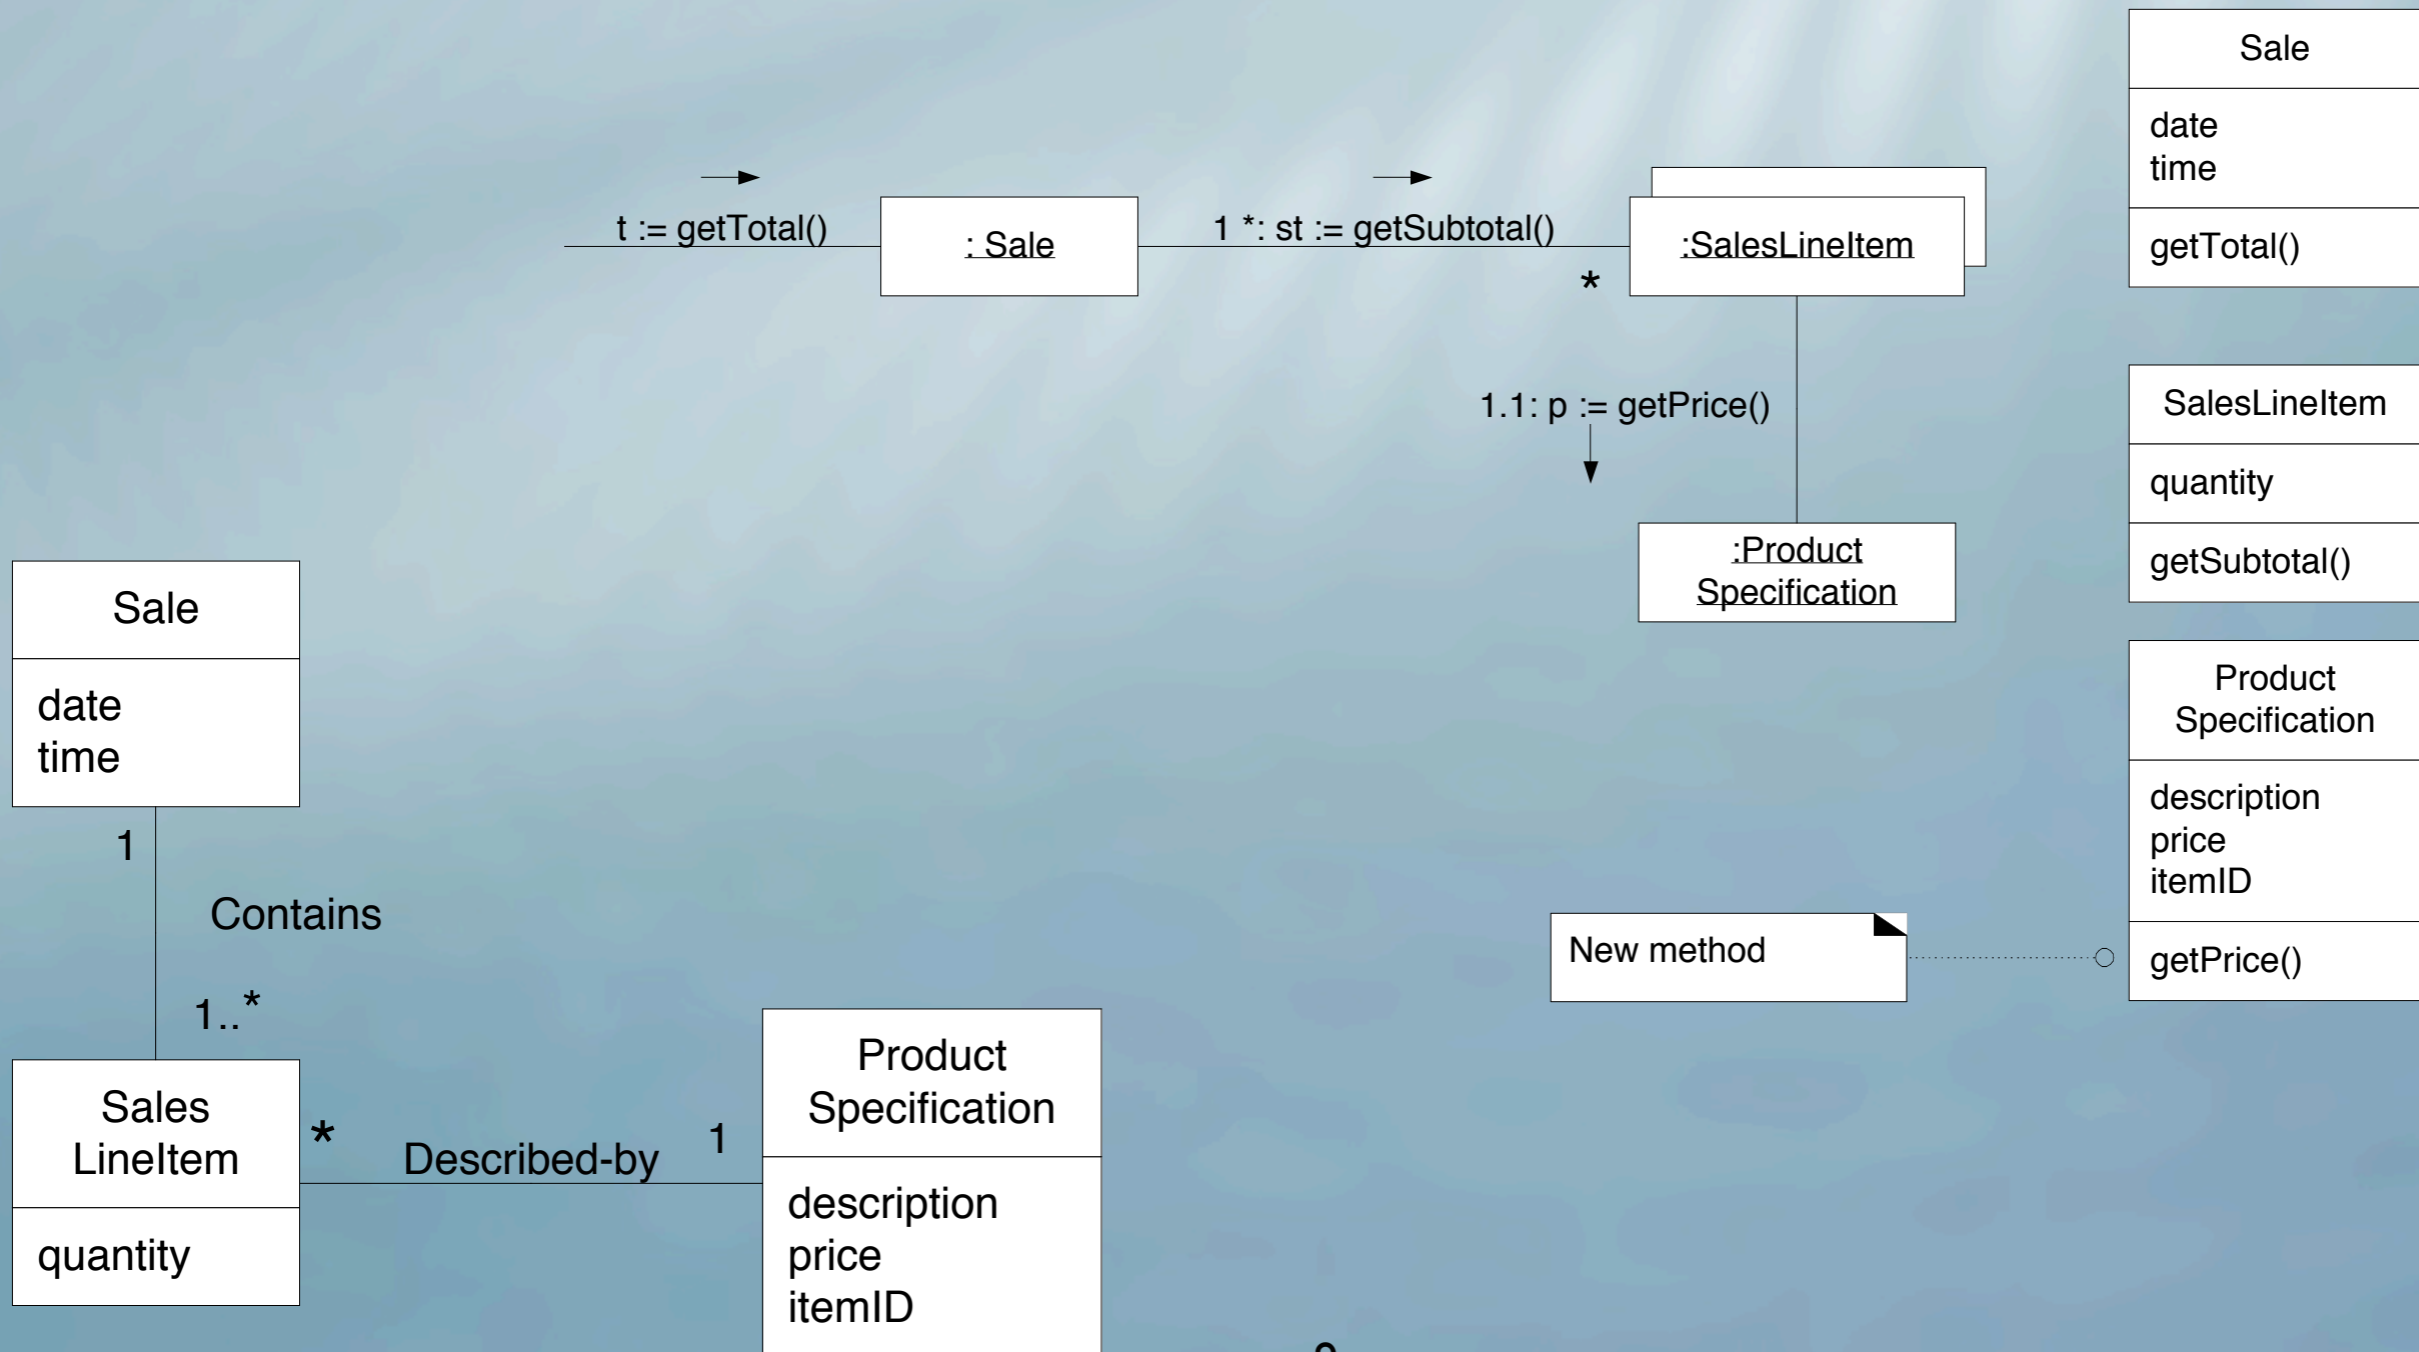 t := getTotal()
: Sale
1 *: st := getSubtotal()
*
:SalesLineItem
1.1: p := getPrice()
:Product
Specification
Sale
date
time
getTotal()
SalesLineItem
quantity
getSubtotal()
Product
Specification
description
price
itemID
getPrice()
New method
Sale
date
time
1
Contains
1..*
Sales
LineItem
quantity
*
Described-by
1
Product
Specification
description
price
itemID